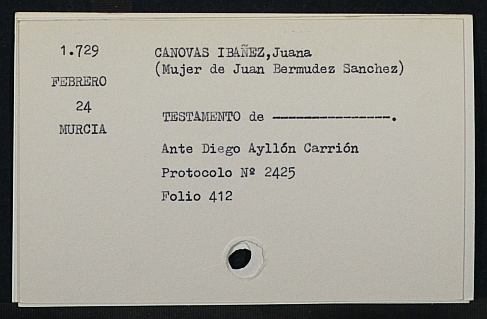 1.729
FEBRERO
24
MURCIA
CANOVAS IBAÑEZ,Juana
(Mujer de Juan Bermudez Sanchez)
TESTAMENTO de ----------------.
Ante Diego Ayllón Carrión
Protocolo Nº 2425
Folio 412